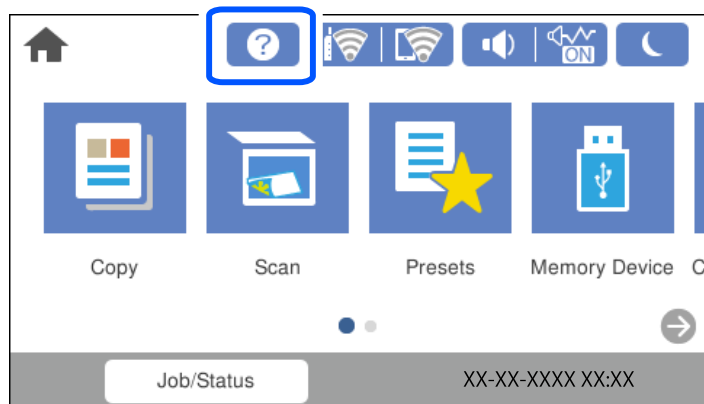 ?
ON
Copy Scan Presets Memory Device C
Job/Status XX-XX-XXXX XX:XX